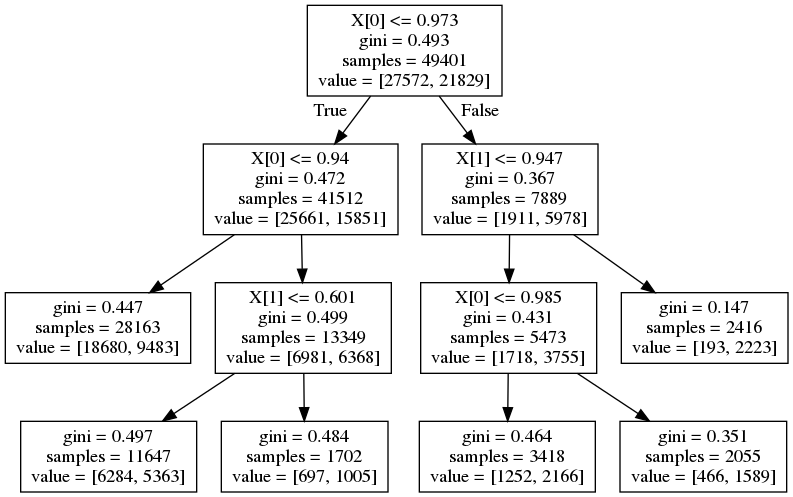 X[0] <= 0.973
gini = 0.493
samples = 49401
value = [27572, 21829]
True
False
X[0] <= 0.94
gini = 0.472
samples = 41512
value = [25661, 15851]
X[1] <= 0.947
gini = 0.367
samples = 7889
value = [1911, 5978]
gini = 0.447
samples = 28163
value = [18680, 9483]
X[1] <= 0.601
gini = 0.499
samples = 13349
value = [6981, 6368]
X[0] <= 0.985
gini = 0.431
samples = 5473
value = [1718, 3755]
gini = 0.147
samples = 2416
value = [193, 2223]
gini = 0.497
samples = 11647
value = [6284, 5363]
gini = 0.484
samples = 1702
value = [697, 1005]
gini = 0.464
samples = 3418
value = [1252, 2166]
gini = 0.351
samples = 2055
value = [466, 1589]